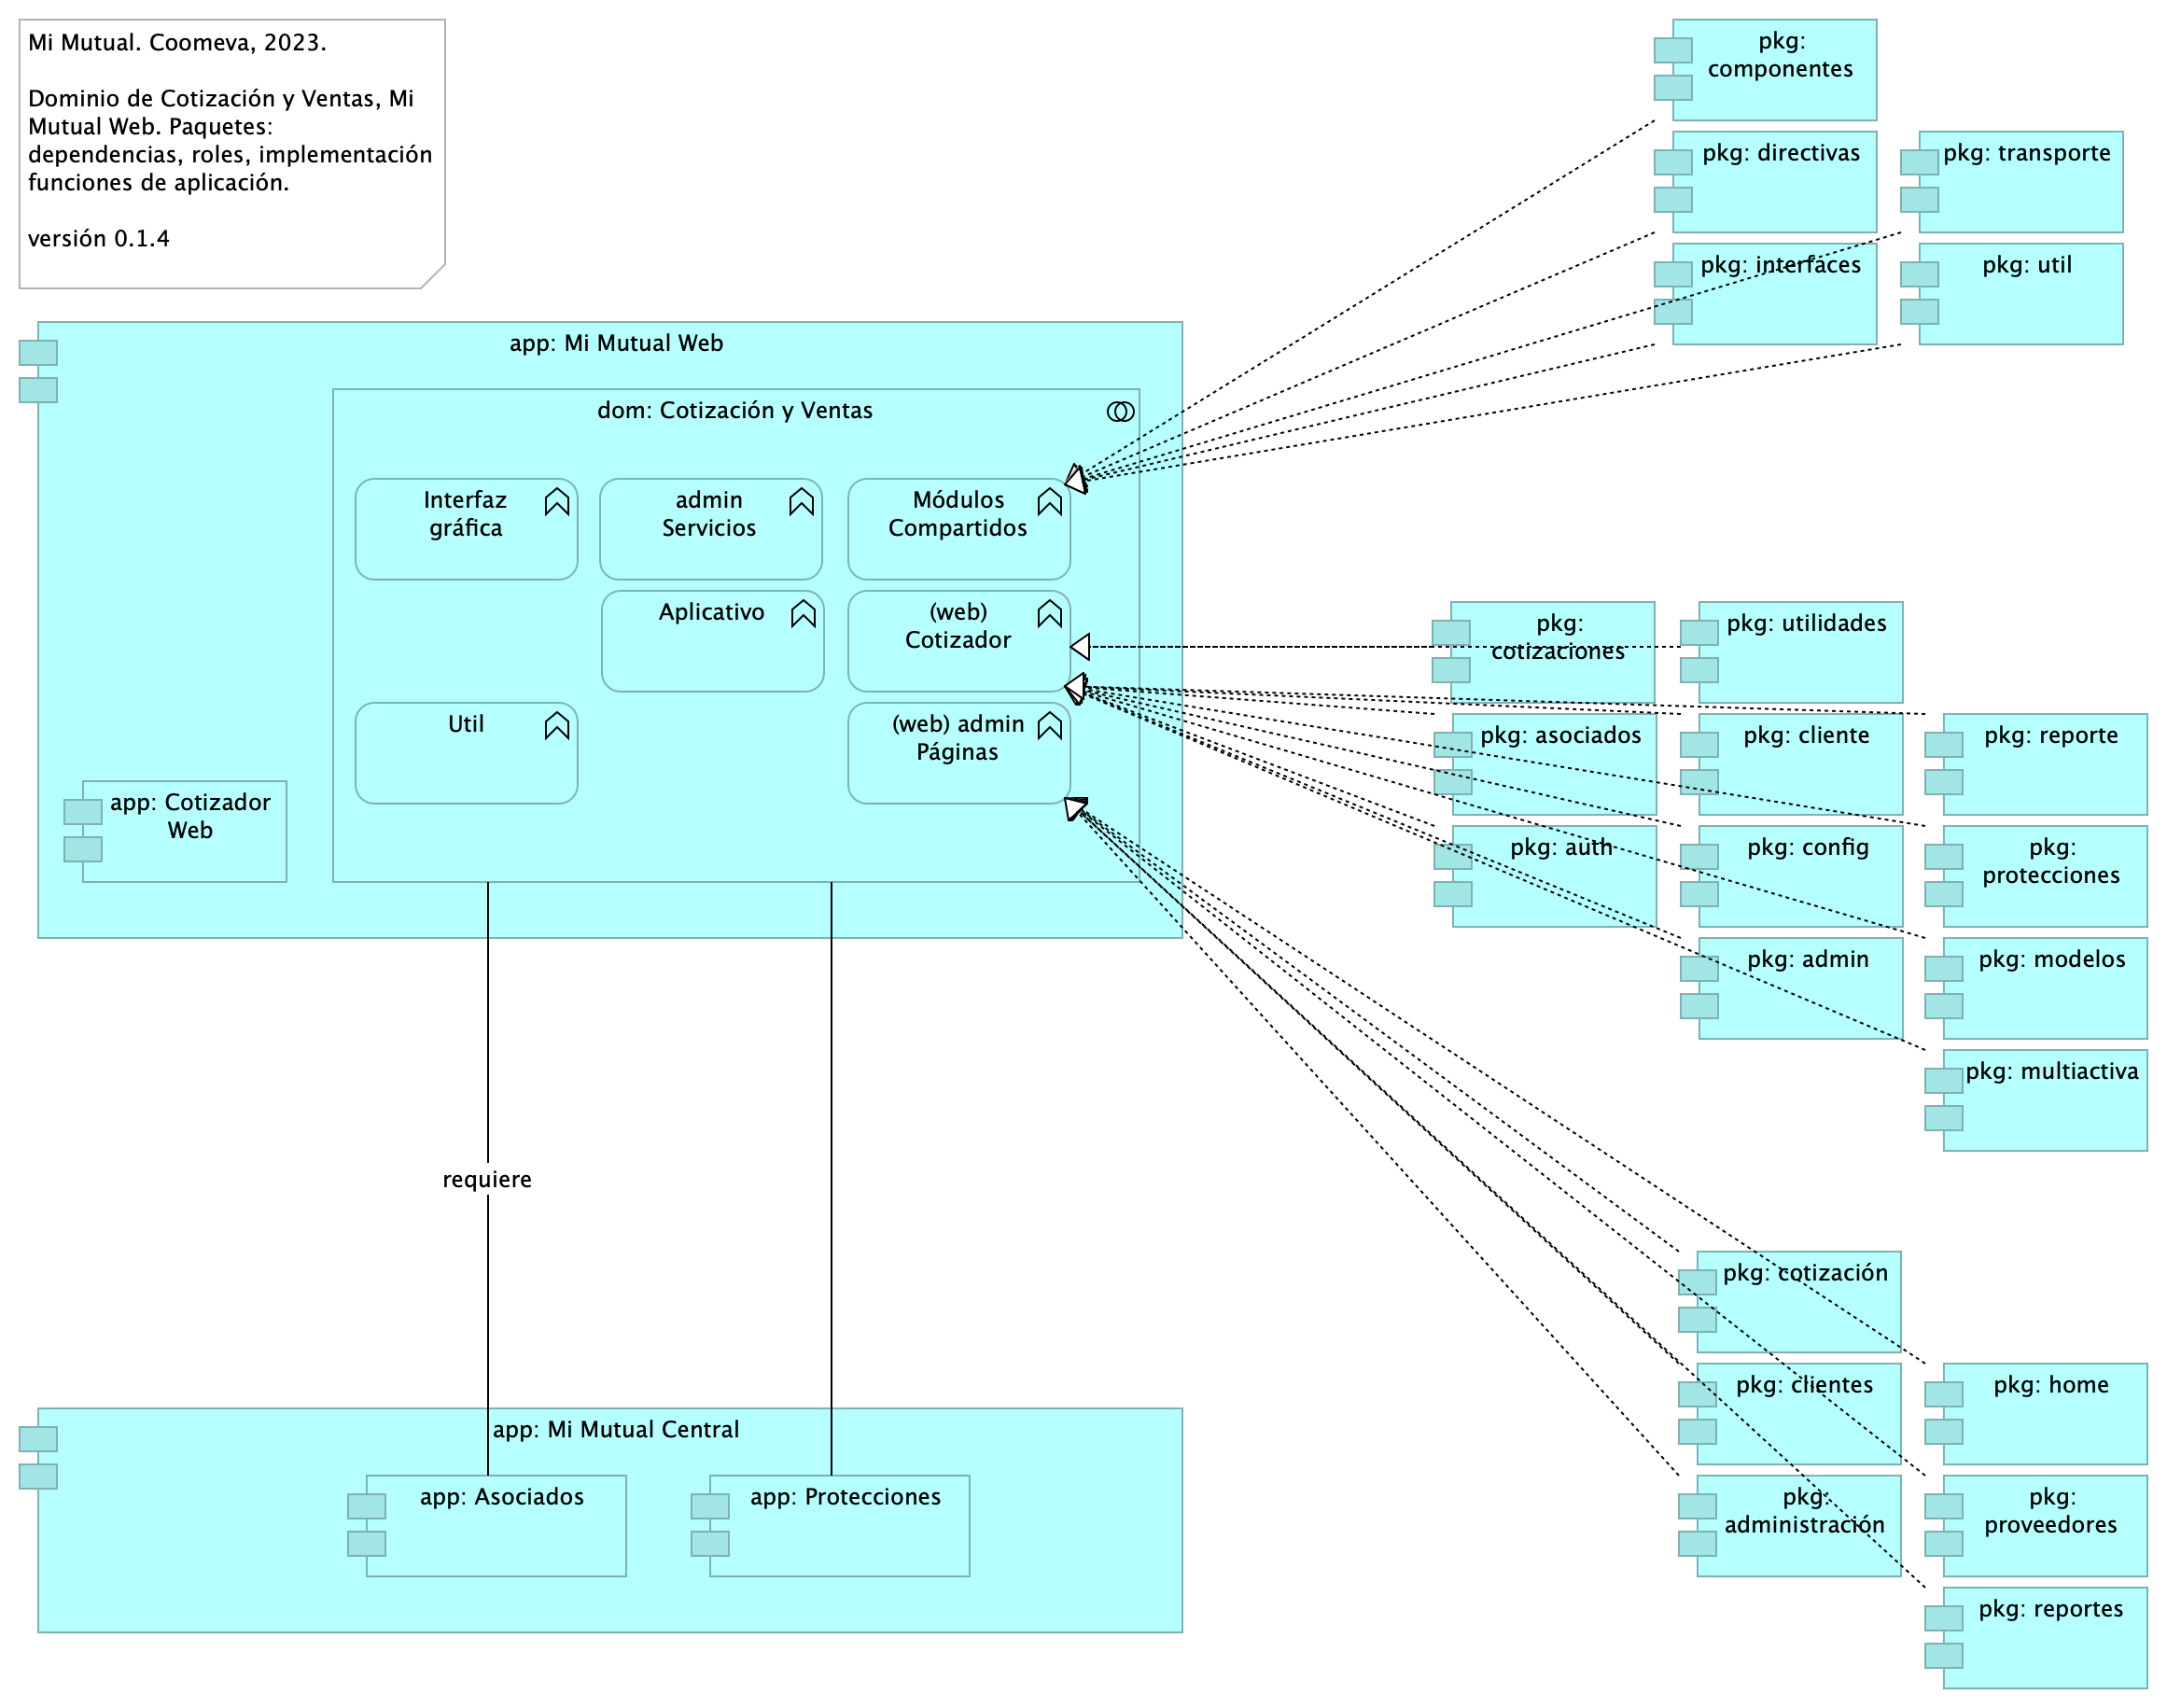 Mi Mutual. Coomeva, 2023.
Dominio de Cotización y Ventas, Mi
Mutual Web. Paquetes:
dependencias, roles, implementación
funciones de aplicación.
versión 0.1.4
pkg:
componentes
pkg: directivas
pkg: transporte
pkg: interfaces
pkg: util
app: Mi Mutual Web
dom: Cotización y Ventas
Interfaz
gráfica
admin
Servicios
Módulos
Compartidos
Aplicativo
(web)
Cotizador
Util
(web) admin
Páginas
app: Cotizador
Web
pkg:
cotizaciones
pkg: utilidades
pkg: asociados
pkg: cliente
pkg: reporte
pkg: auth
pkg: config
pkg:
protecciones
pkg: admin
pkg: modelos
pkg: multiactiva
requiere
pkg: cotización
pkg: clientes
pkg: home
pkg:
administración
pkg:
proveedores
pkg: reportes
app: Mi Mutual Central
app: Asociados
app: Protecciones